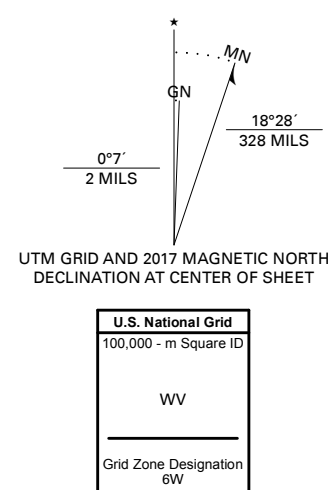 ★
MN
GN
18°28´
328 MILS
0°7´
2 MILS
UTM GRID AND 2017 MAGNETIC NORTH
DECLINATION AT CENTER OF SHEET
U.S. National Grid
100,000 - m Square ID
WV
Grid Zone Designation
6W